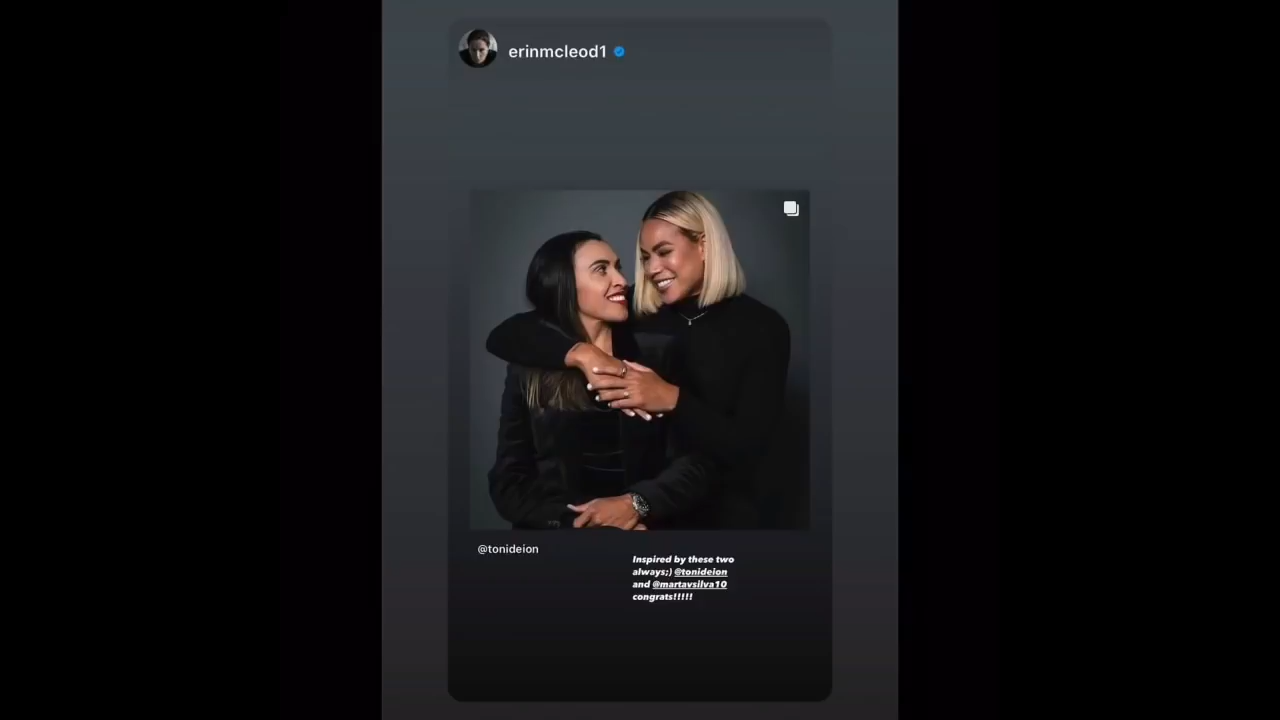 erinmcleod1
@tonideion
Inspired by these two
always;) @tonideion
and @martavsilva10
congrats!!!!!